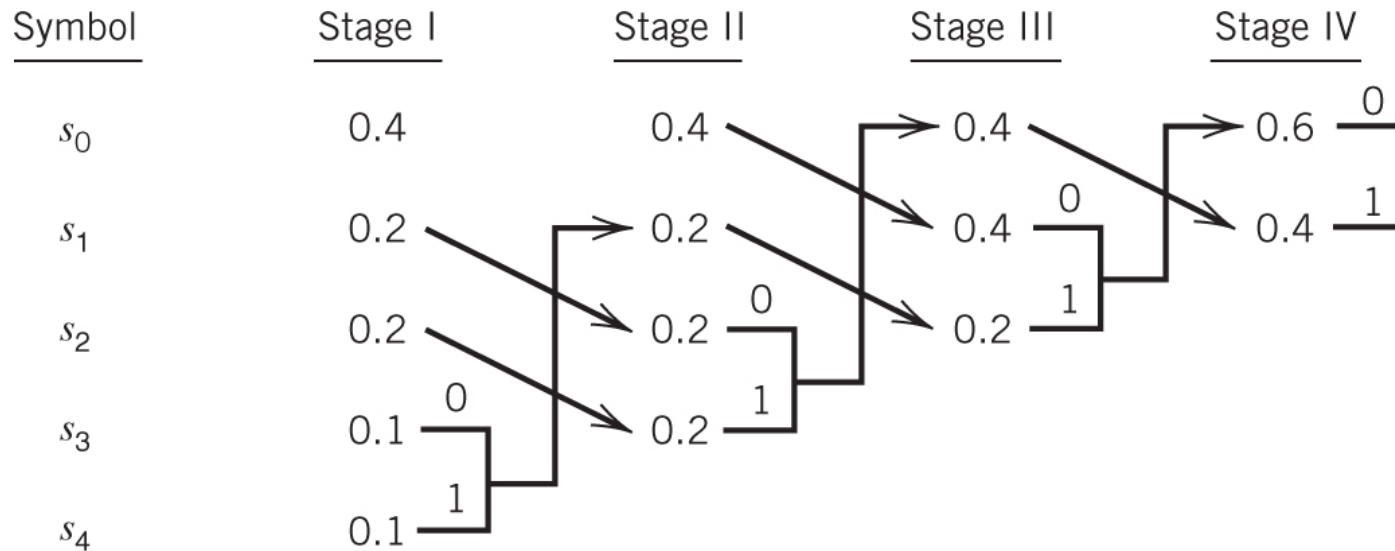 Symbol Stage I Stage II Stage III Stage IV
s0 0.4 0.4 0.4 0.6 0
s1 0.2 0.2 0.4 0 0.4 1
s2 0.2 0.2 0 0.2 1
s3 0.1 0 0.2 1
s4 0.1 1